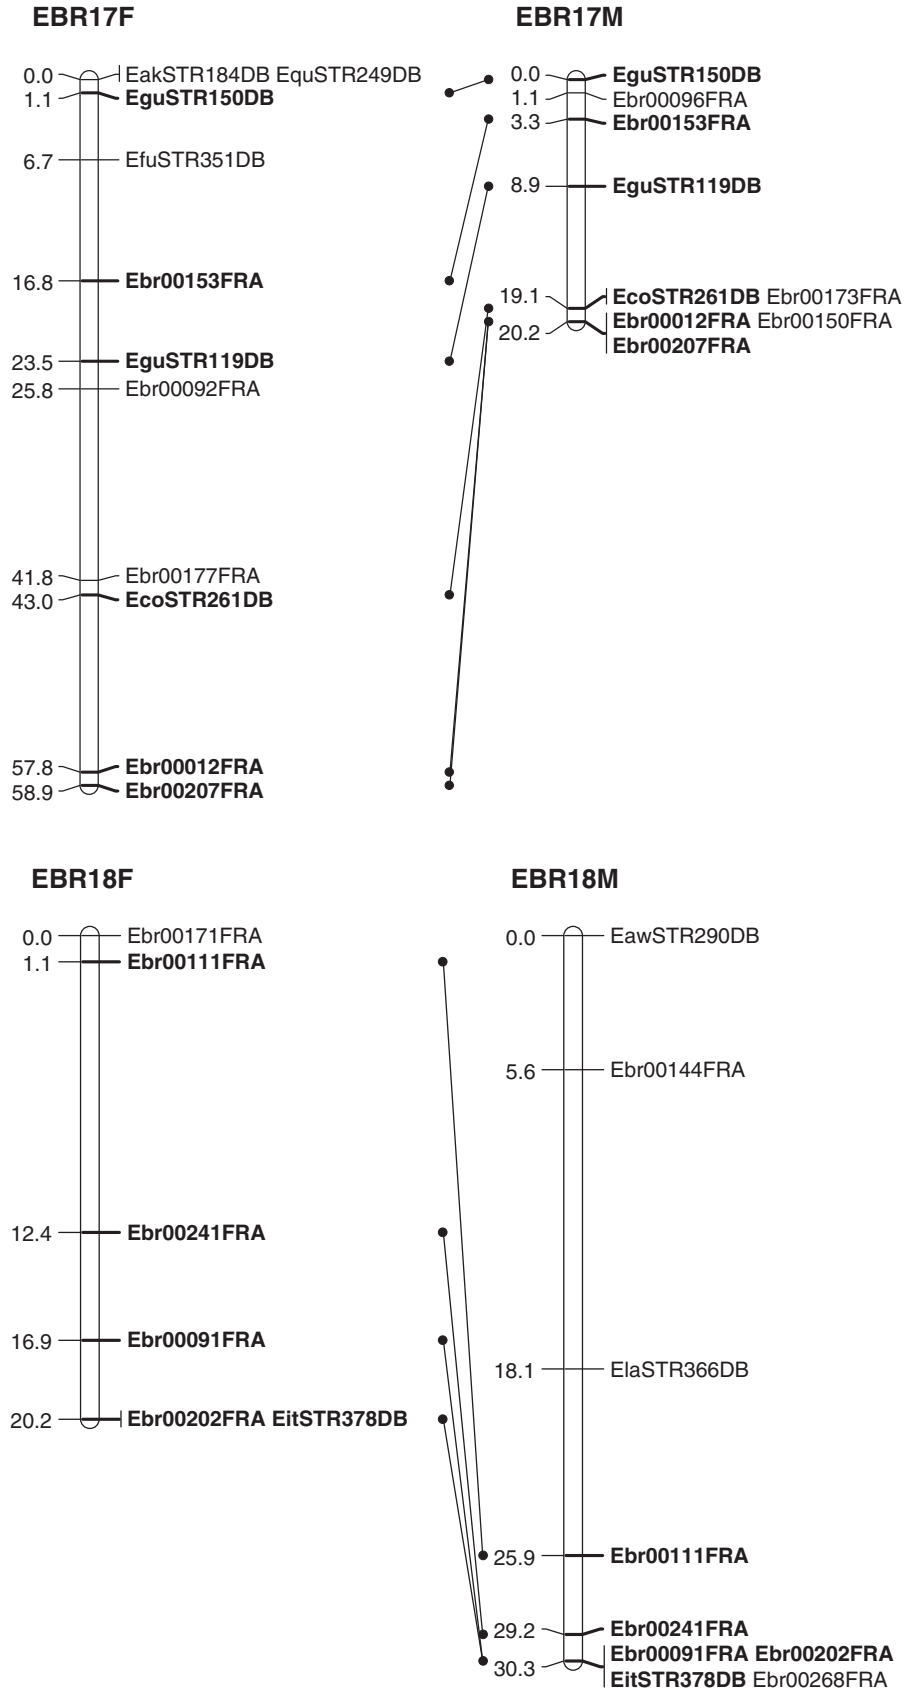 EBR17F
0.0 EakSTR184DB EquSTR249DB
1.1 EguSTR150DB
6.7 EfuSTR351DB
16.8 Ebr00153FRA
23.5 EguSTR119DB
25.8 Ebr00092FRA
41.8 Ebr00177FRA
43.0 EcoSTR261DB
57.8 Ebr00012FRA
58.9 Ebr00207FRA
EBR17M
0.0 EguSTR150DB
1.1 Ebr00096FRA
3.3 Ebr00153FRA
8.9 EguSTR119DB
19.1 EcoSTR261DB Ebr00173FRA
20.2 Ebr00012FRA Ebr00150FRA
Ebr00207FRA
EBR18F
0.0 Ebr00171FRA
1.1 Ebr00111FRA
12.4 Ebr00241FRA
16.9 Ebr00091FRA
20.2 Ebr00202FRA EitSTR378DB
EBR18M
0.0 EawSTR290DB
5.6 Ebr00144FRA
18.1 ElaSTR366DB
25.9 Ebr00111FRA
29.2 Ebr00241FRA
30.3 Ebr00091FRA Ebr00202FRA
EitSTR378DB Ebr00268FRA